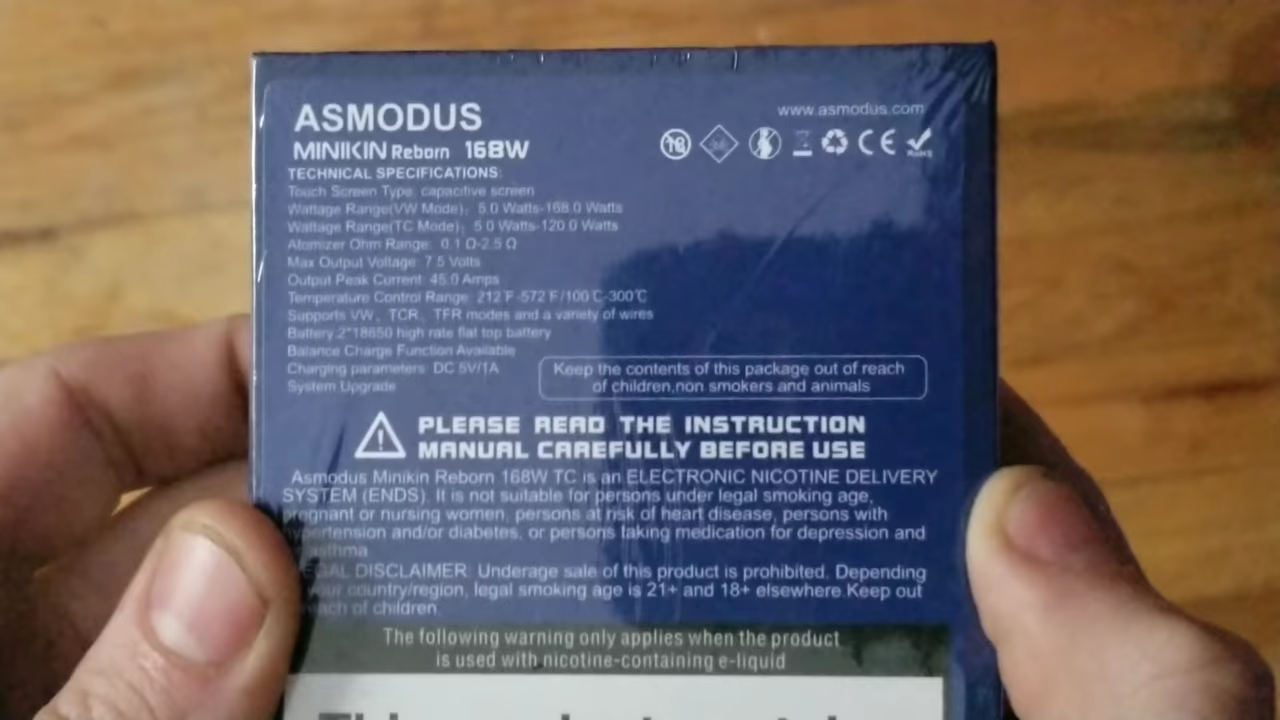 ASMODUS
www.asmodus.com
MINIKIN Reborn 168W
18
CE
RoHS
TECHNICAL SPECIFICATIONS:
Touch Screen Type: capacitive screen
Wattage Range(VW Mode): 5.0 Watts-168.0 Watts
Wattage Range(TC Mode): 5.0 Watts-120.0 Watts
Atomizer Ohm Range: 0.1 Ω-2.5 Ω
Max Output Voltage: 7.5 Volts
Output Peak Current: 45.0 Amps
Temperature Control Range: 212℉-572℉/100℃-300℃
Supports VW、TCR、TFR modes and a variety of wires
Battery:2*18650 high rate flat top battery
Balance Charge Function Available
Charging parameters: DC 5V/1A
System Upgrade
Keep the contents of this package out of reach
of children,non smokers and animals
PLEASE READ THE INSTRUCTION
MANUAL CAREFULLY BEFORE USE
Asmodus Minikin Reborn 168W TC is an ELECTRONIC NICOTINE DELIVERY
SYSTEM (ENDS). It is not suitable for persons under legal smoking age,
pregnant or nursing women, persons at risk of heart disease, persons with
hypertension and/or diabetes, or persons taking medication for depression and
asthma
LEGAL DISCLAIMER: Underage sale of this product is prohibited. Depending
your country/region, legal smoking age is 21+ and 18+ elsewhere.Keep out
reach of children.
The following warning only applies when the product
is used with nicotine-containing e-liquid